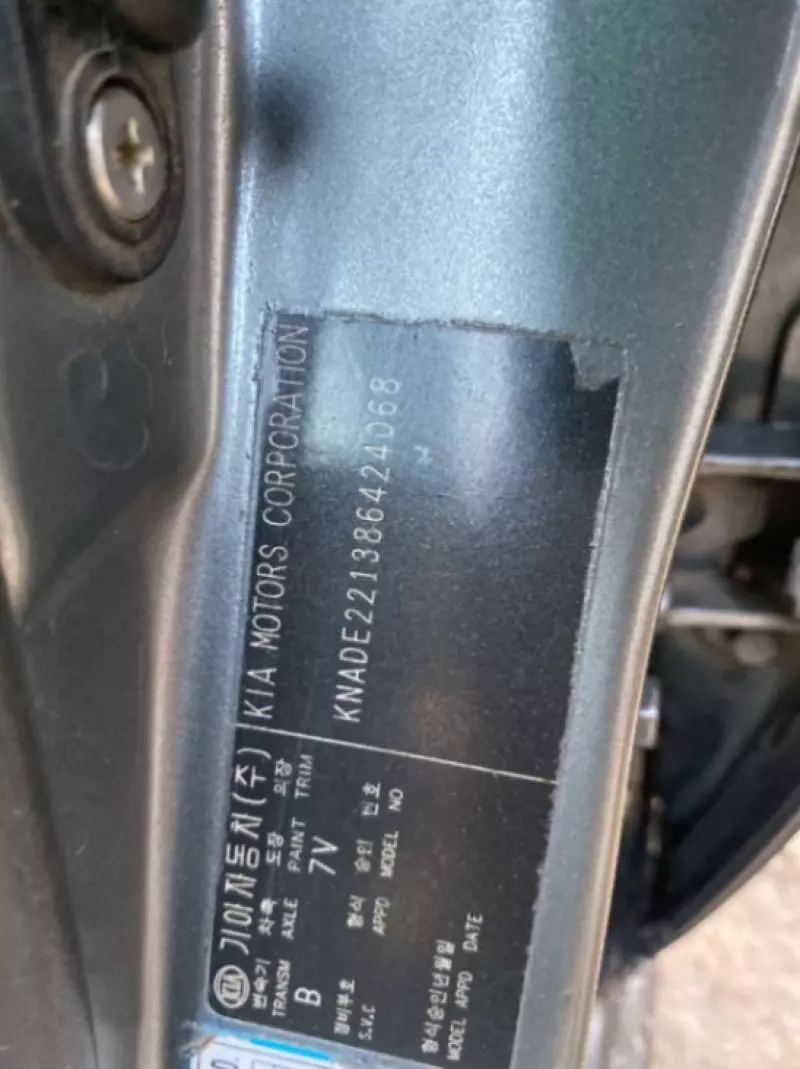 KIA 기아자동차(주) KIA MOTORS CORPORATION
변속기 차축 도장 의장
TRANSM AXLE PAINT TRIM
B 7V
KNADE221386424068
정비부호 형식 승인 번호
S.V.C APPD MODEL NO
형식승인년월일
MODEL APPD DATE